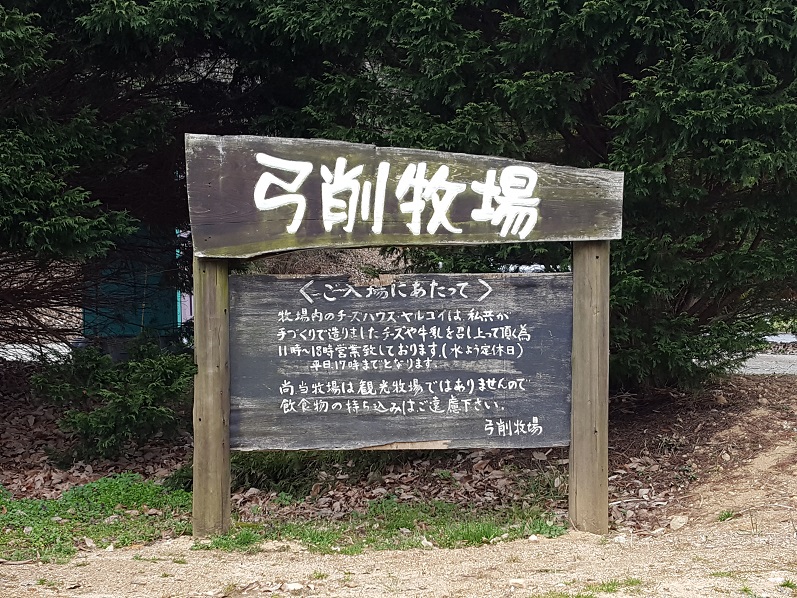 弓削牧場
<ご入場にあたって>
牧場内のチーズハウス・ヤルゴイは、私共が
手づくりで造りましたチーズや牛乳を召し上って頂く為
11時〜18時営業致しております。(水よう定休日)
平日17時までとなります。
尚当牧場は観光牧場ではありませんので
飲食物の持ち込みはご遠慮下さい。
弓削牧場